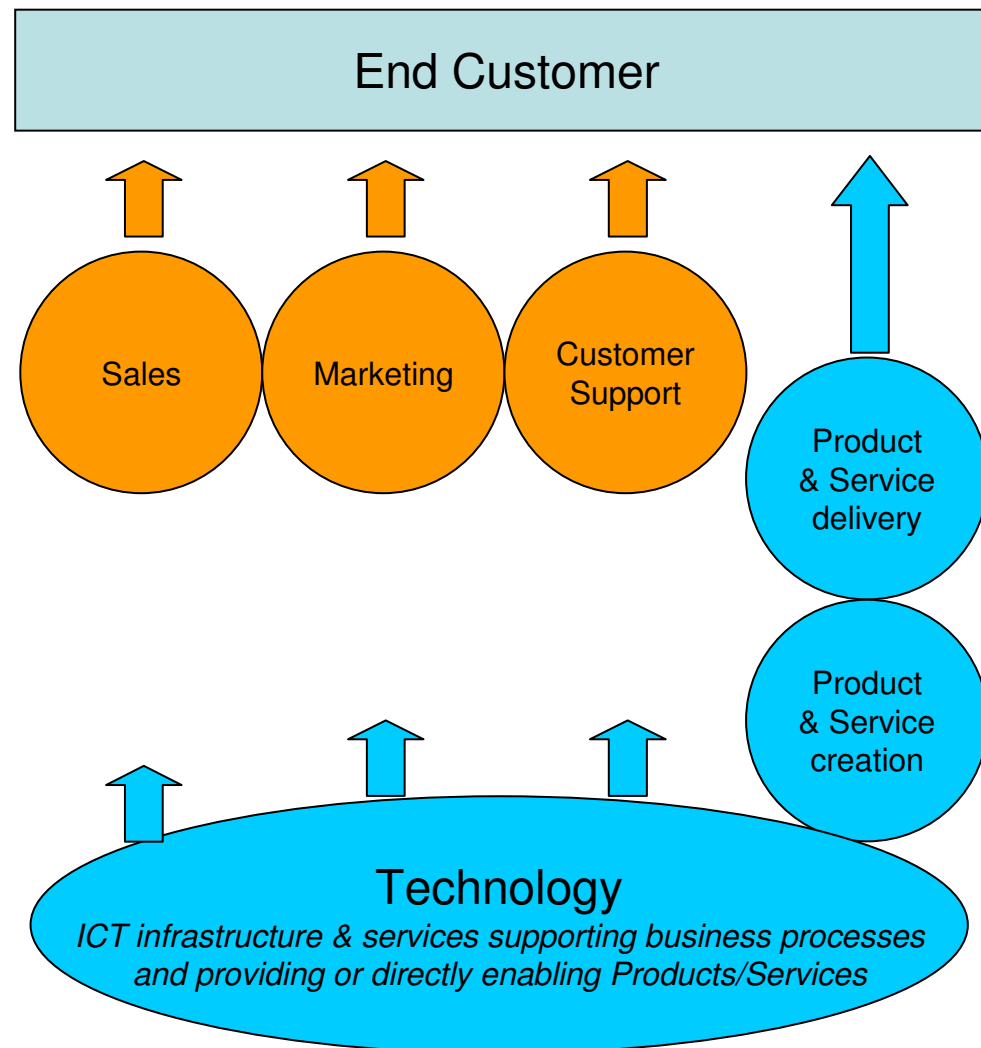 End Customer
Sales
Marketing
Customer
Support
Product
& Service
delivery
Product
& Service
creation
Technology
ICT infrastructure & services supporting business processes
and providing or directly enabling Products/Services